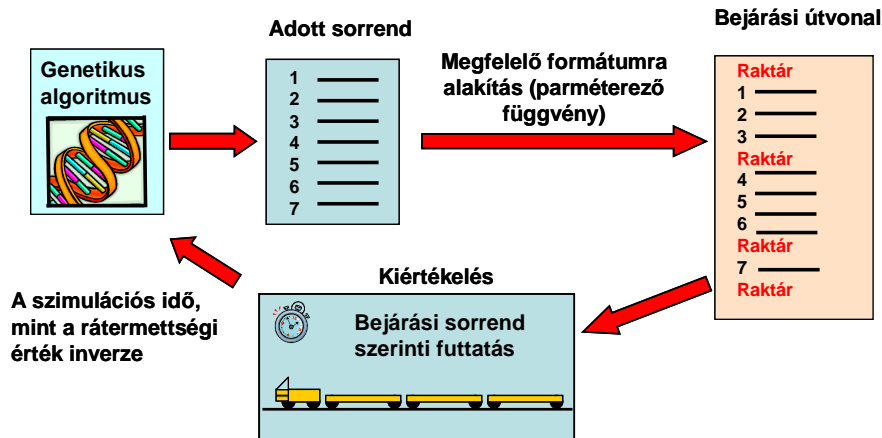 Genetikus
algoritmus
Adott sorrend
1
2
3
4
5
6
7
Megfelelő formátumra
alakítás (parméterező
függvény)
Bejárási útvonal
Raktár
1
2
3
Raktár
4
5
6
Raktár
7
Raktár
Kiértékelés
Bejárási sorrend
szerinti futtatás
A szimulációs idő,
mint a rátermettségi
érték inverze